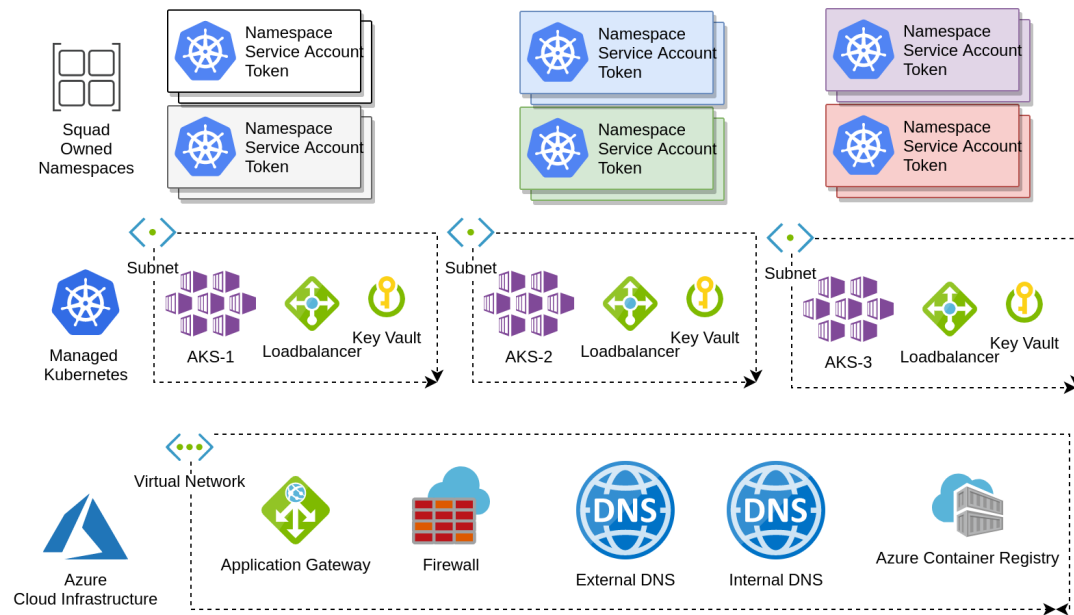 Squad
Owned
Namespaces
Namespace
Service Account
Token
Namespace
Service Account
Token
Namespace
Service Account
Token
Namespace
Service Account
Token
Namespace
Service Account
Token
Namespace
Service Account
Token
Managed
Kubernetes
Subnet
AKS-1
Loadbalancer
Key Vault
Subnet
AKS-2
Loadbalancer
Key Vault
Subnet
AKS-3
Loadbalancer
Key Vault
Azure
Cloud Infrastructure
Virtual Network
Application Gateway
Firewall
DNS
External DNS
DNS
Internal DNS
Azure Container Registry